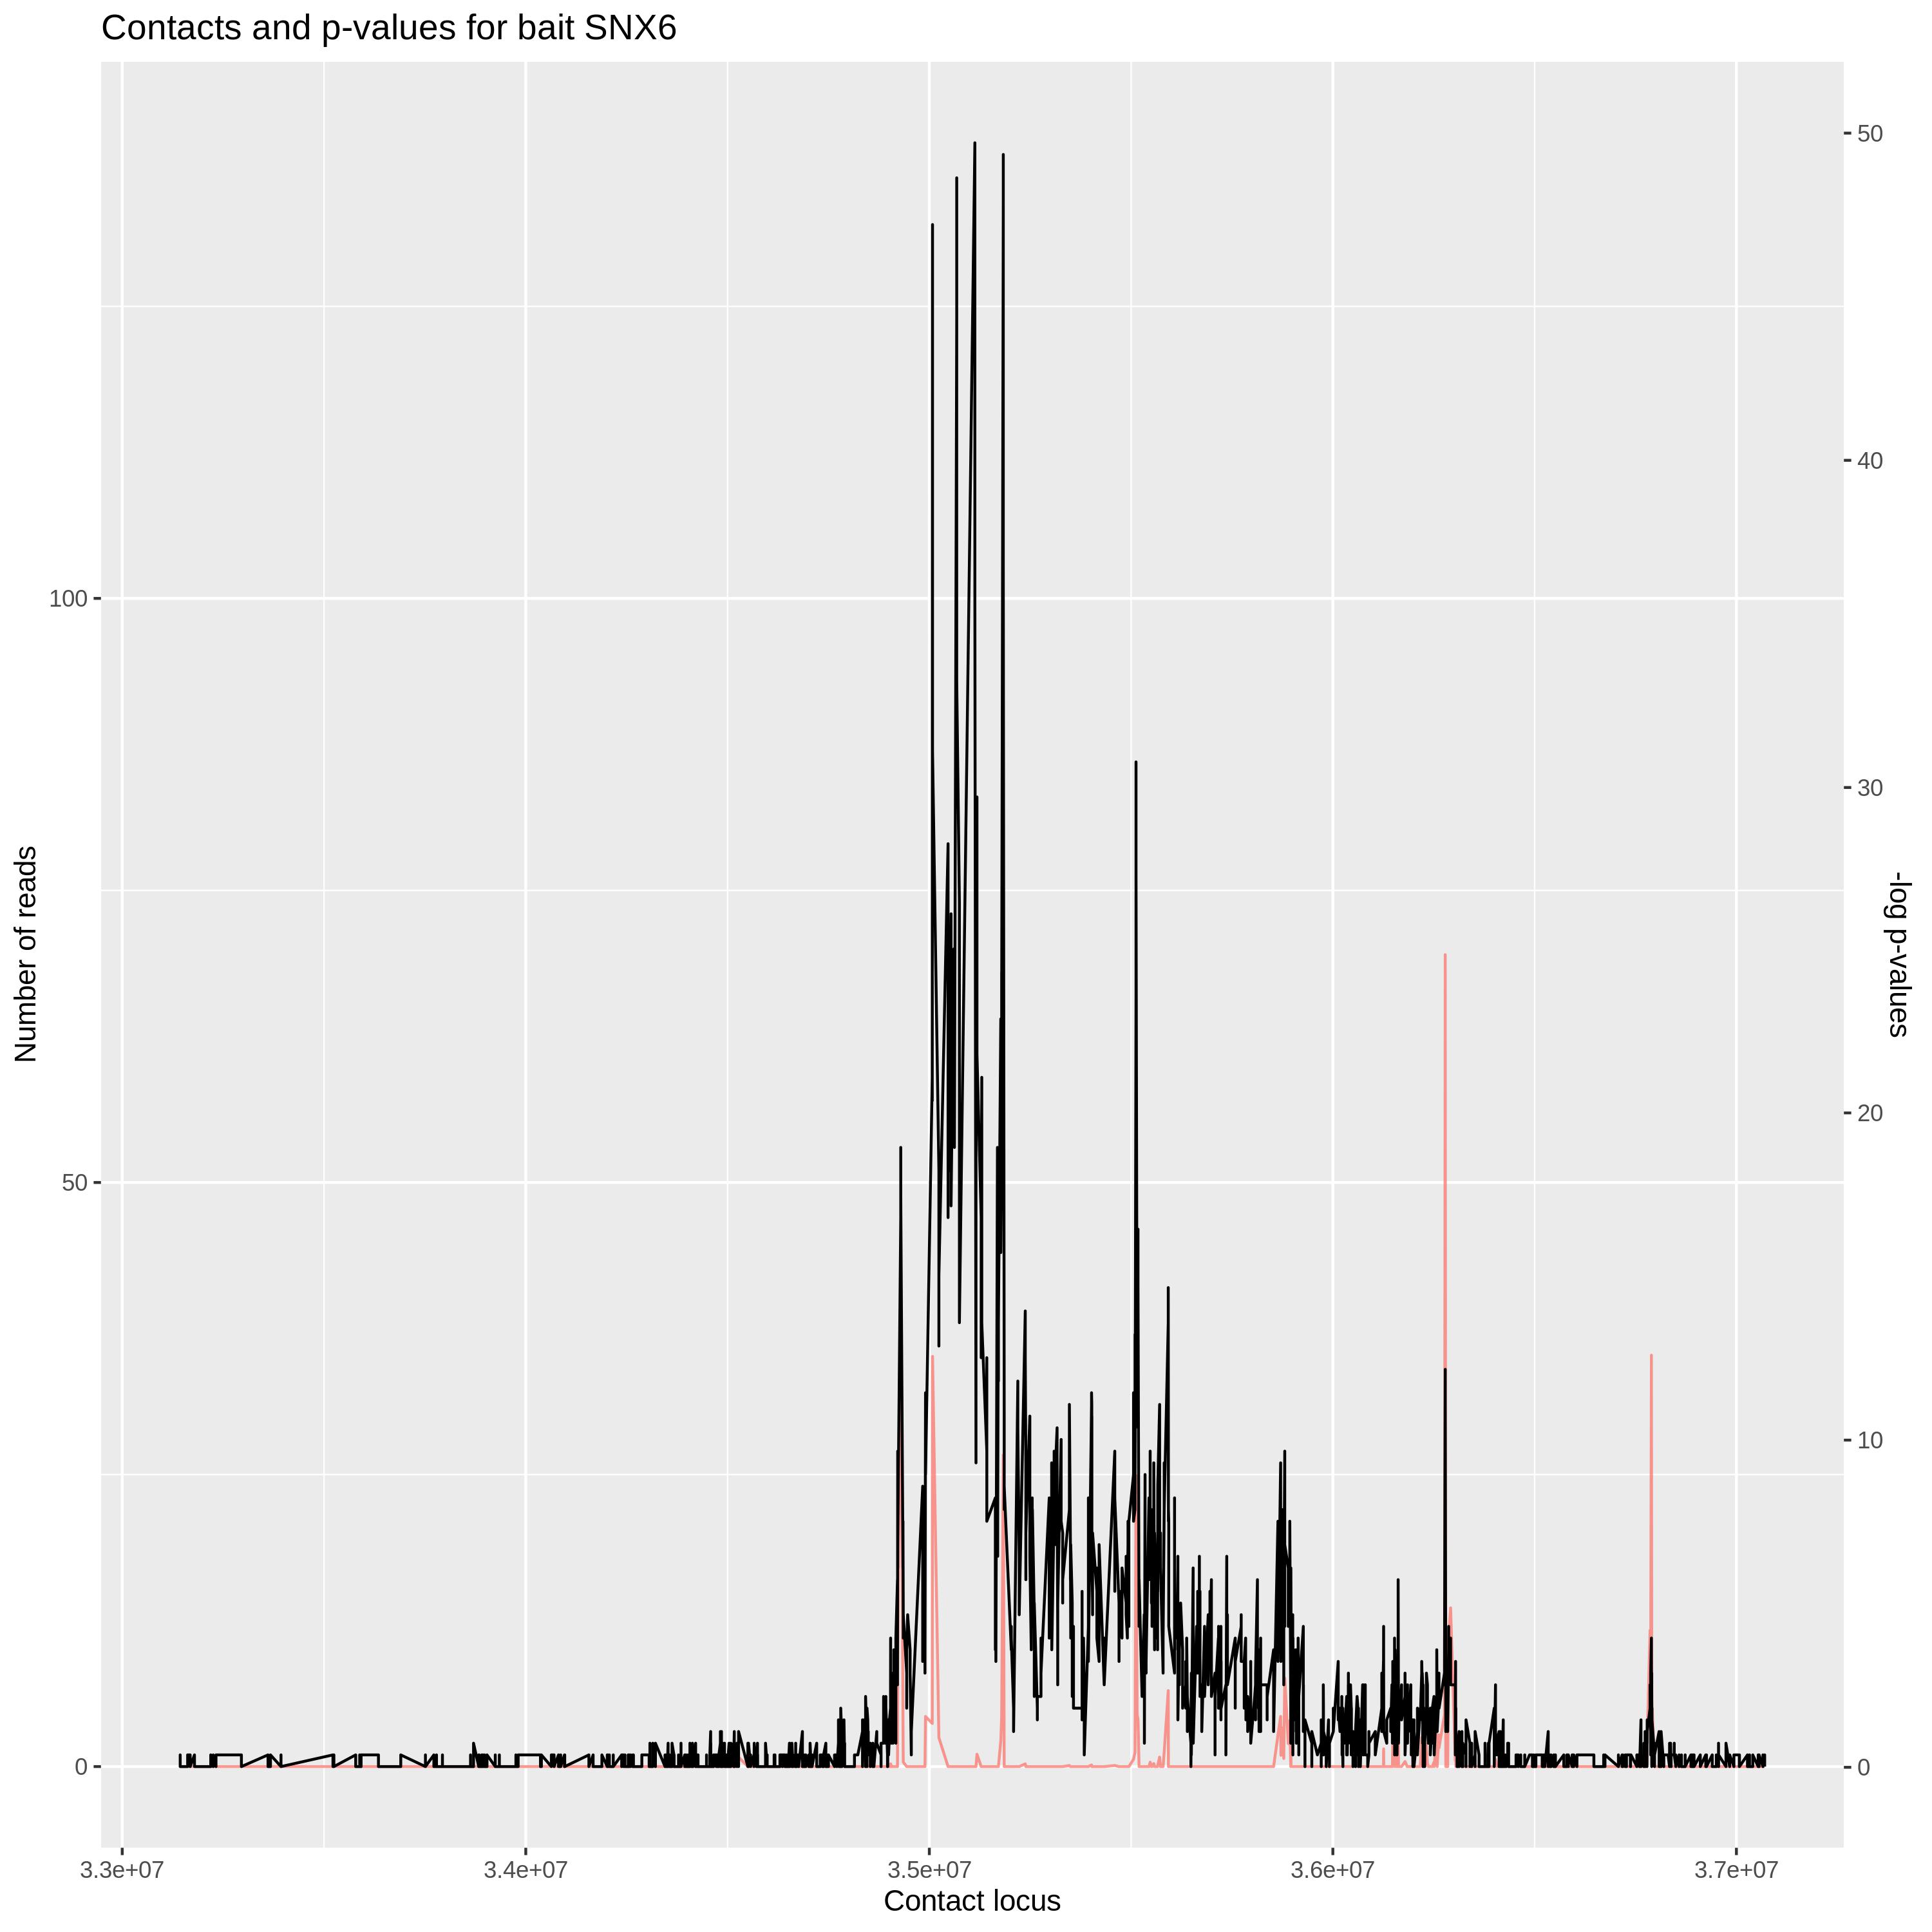 Contacts and p-values for bait SNX6
50
40
30
20
10
0
-log p-values
100
50
0
Number of reads
3.3e+07
3.4e+07
3.5e+07
3.6e+07
3.7e+07
Contact locus